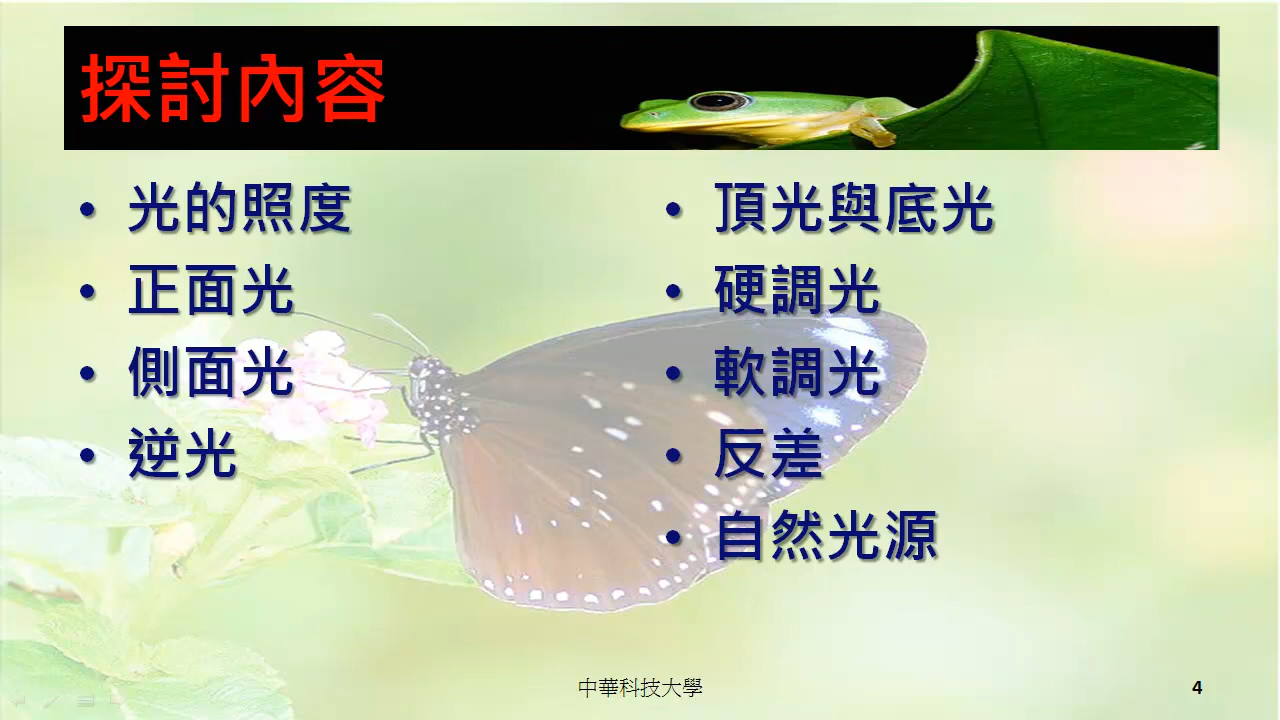 探討內容
• 光的照度
• 正面光
• 側面光
• 逆光
• 頂光與底光
• 硬調光
• 軟調光
• 反差
• 自然光源
中華科技大學
4